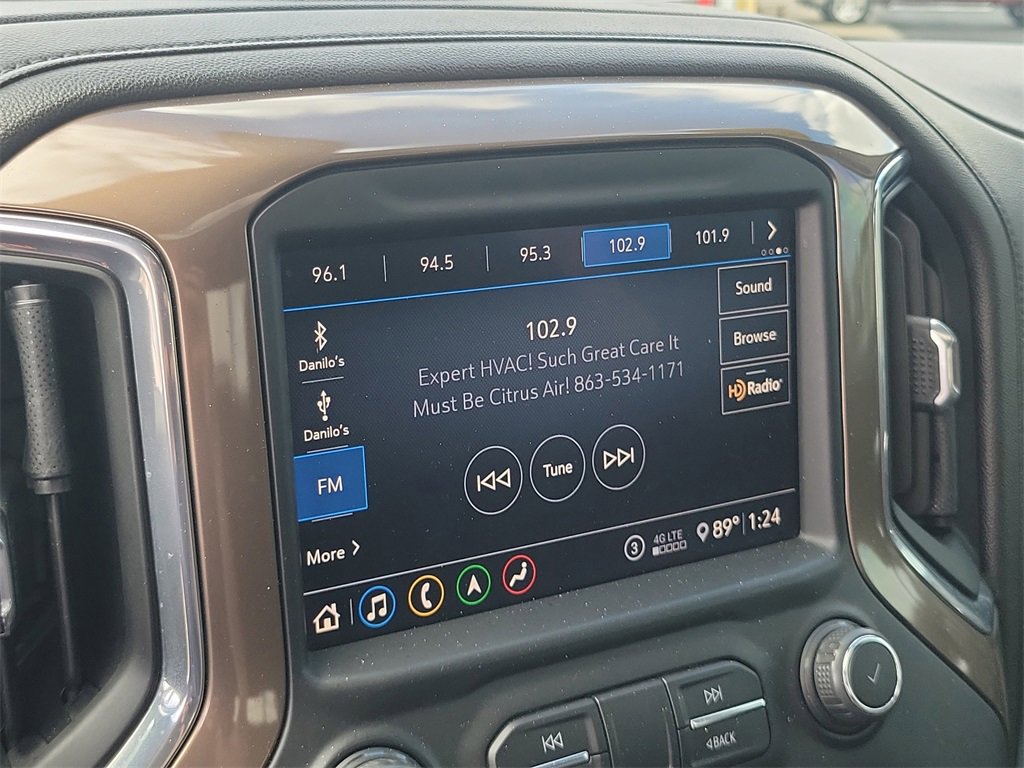 96.1 94.5 95.3 102.9 101.9
Sound
Browse
HD Radio
Danilo's
Danilo's
FM
More
102.9
Expert HVAC! Such Great Care It
Must Be Citrus Air! 863-534-1171
Tune
3 4G LTE 89° 1:24
BACK